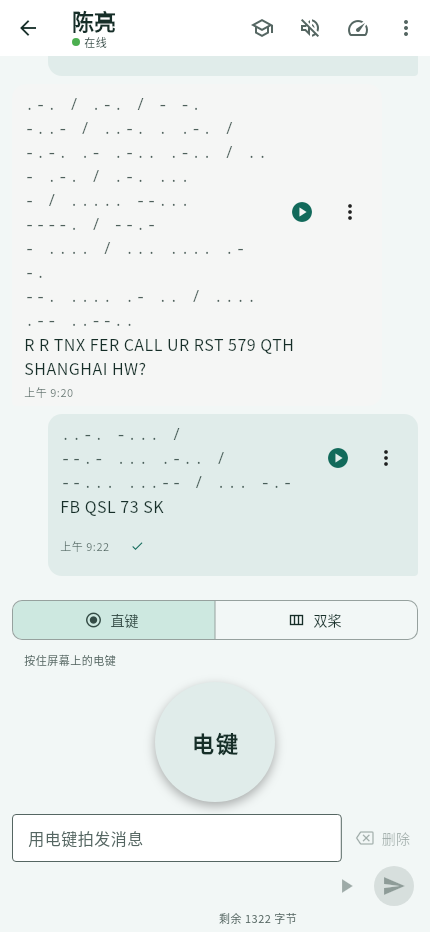 陈亮
在线
.-. / .-. / - -.
-..- / ..-. . .-. /
-.-. .- .-.. .-.. / ..
- .-. / .-. ...
- / ..... --...
----. / --.-
- .... / ... .... .-
-.
--. .... .- .. / ....
.-- ..--..
R R TNX FER CALL UR RST 579 QTH
SHANGHAI HW?
上午 9:20
..-. -... /
--.- ... .-.. /
--... ...-- / ... -.-
FB QSL 73 SK
上午 9:22
直键
双桨
按住屏幕上的电键
电键
用电键拍发消息
删除
剩余 1322 字节